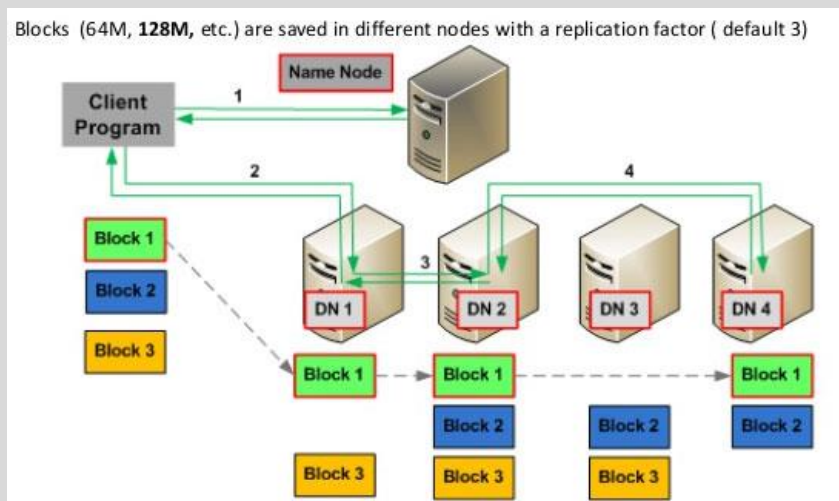 Blocks (64M, 128M, etc.) are saved in different nodes with a replication factor ( default 3)
Name Node
Client
Program
1
2
4
3
Block 1
Block 2
Block 3
DN 1
DN 2
DN 3
DN 4
Block 1
Block 1
Block 1
Block 2
Block 2
Block 2
Block 3
Block 3
Block 3